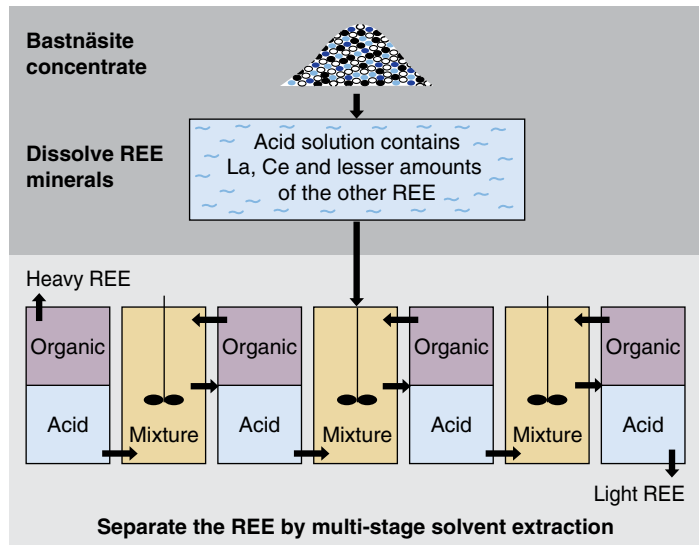 Bastnäsite
concentrate
Dissolve REE
minerals
Acid solution contains
La, Ce and lesser amounts
of the other REE
Heavy REE
Organic
Organic
Organic
Organic
Acid
Mixture
Acid
Mixture
Acid
Mixture
Acid
Light REE
Separate the REE by multi-stage solvent extraction